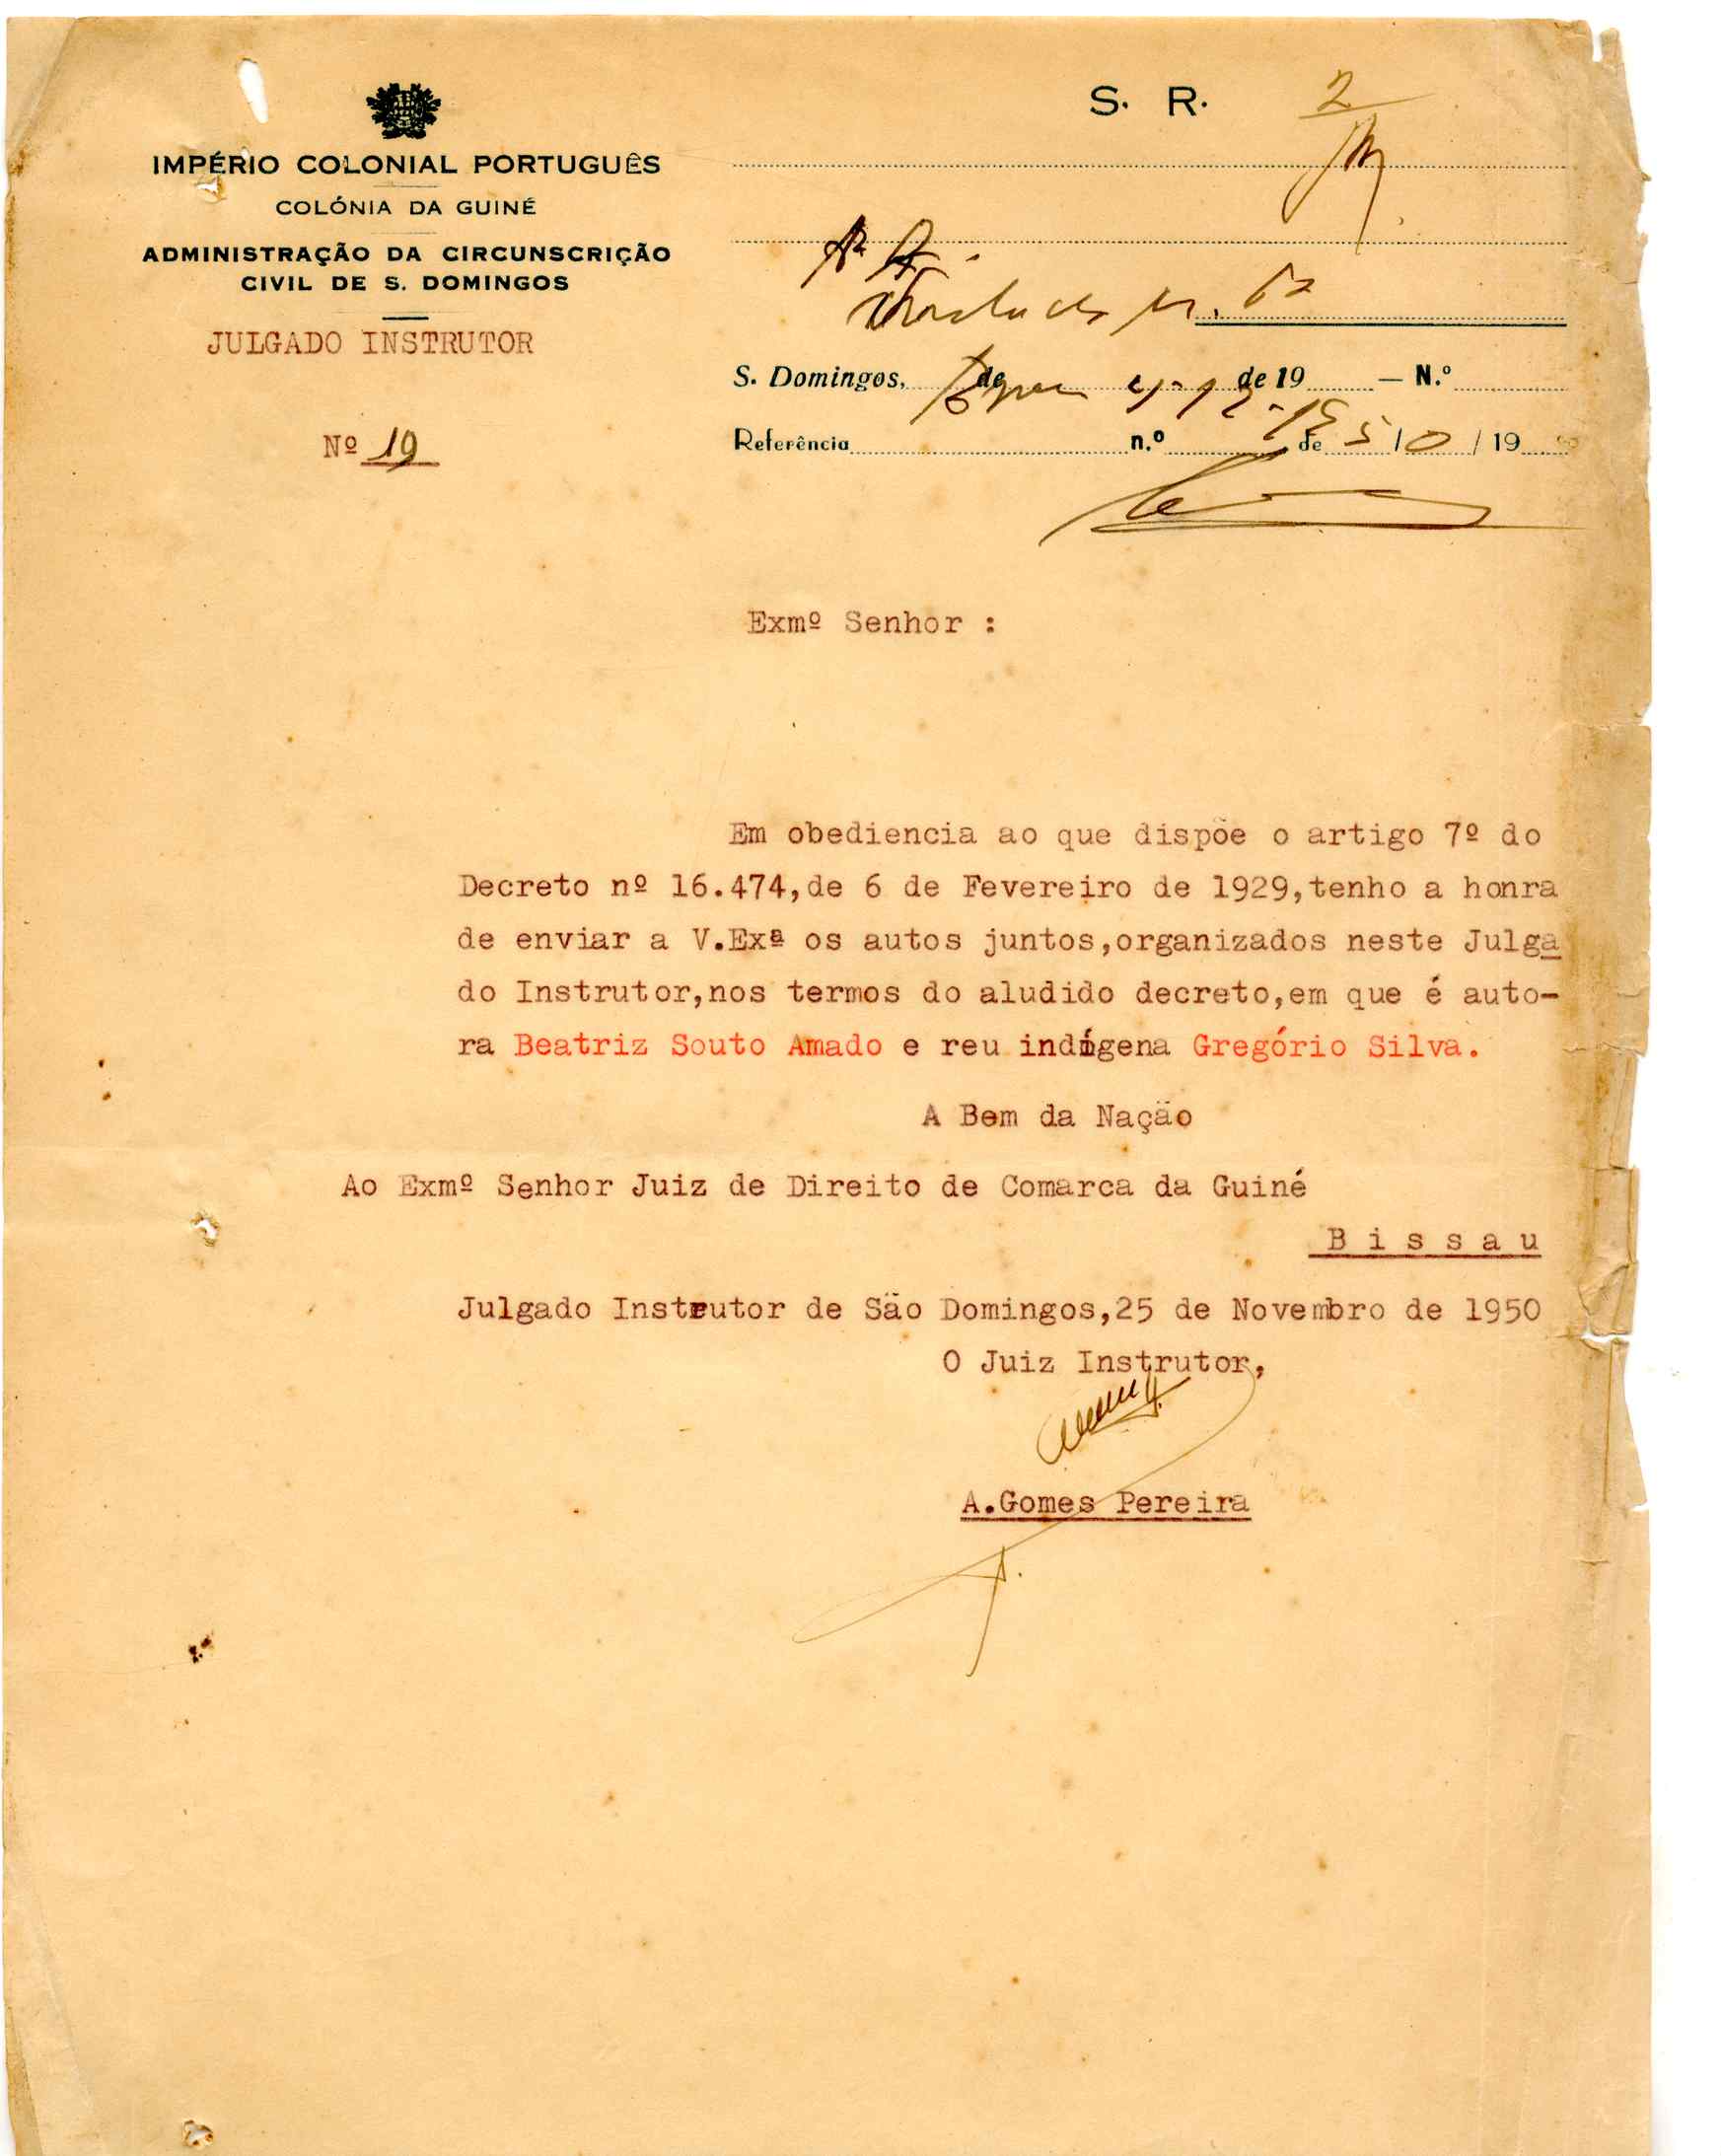 S. R. 2
IMPÉRIO COLONIAL PORTUGUÊS
COLÓNIA DA GUINÉ
ADMINISTRAÇÃO DA CIRCUNSCRIÇÃO
CIVIL DE S. DOMINGOS
JULGADO INSTRUTOR
Nº 19
S. Domingos, de de 19 — N.º
Referência n.º de / / 19
Exmº Senhor :
Em obediencia ao que dispõe o artigo 7º do
Decreto nº 16.474,de 6 de Fevereiro de 1929,tenho a honra
de enviar a V.Exª os autos juntos,organizados neste Julga
do Instrutor,nos termos do aludido decreto,em que é auto-
ra Beatriz Souto Amado e reu indígena Gregório Silva.
A Bem da Nação
Ao Exmº Senhor Juiz de Direito de Comarca da Guiné
B i s s a u
Julgado Instrutor de São Domingos,25 de Novembro de 1950
O Juiz Instrutor,
A.Gomes Pereira